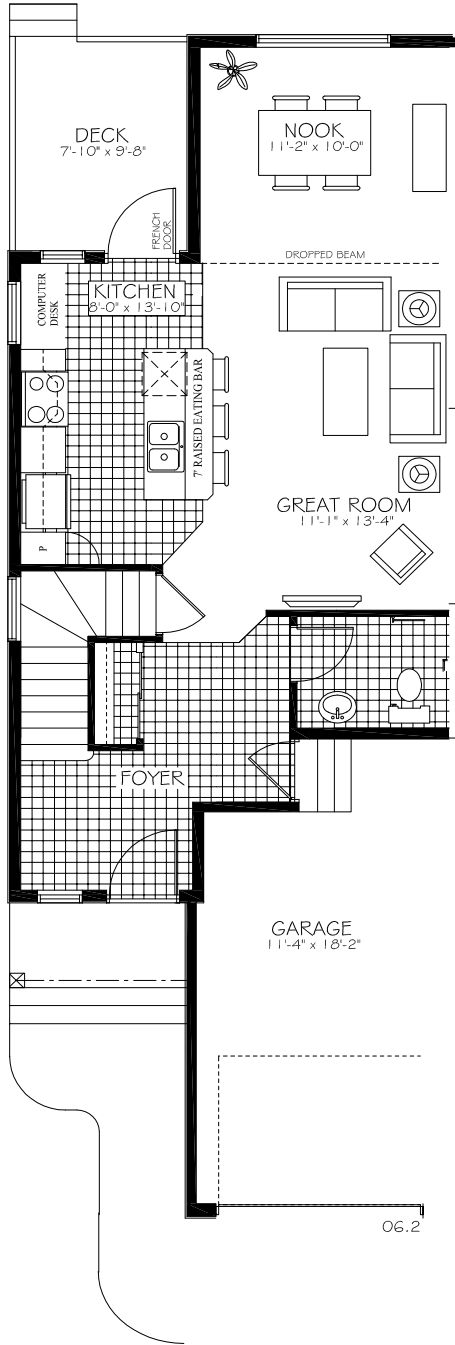 DECK
7'-10" x 9'-8"
NOOK
11'-2" x 10'-0"
FRENCH
DOOR
DROPPED BEAM
COMPUTER
DESK
KITCHEN
8'-0" x 13'-10"
7' RAISED EATING BAR
GREAT ROOM
11'-1" x 13'-4"
P
FOYER
GARAGE
11'-4" x 18'-2"
06.2